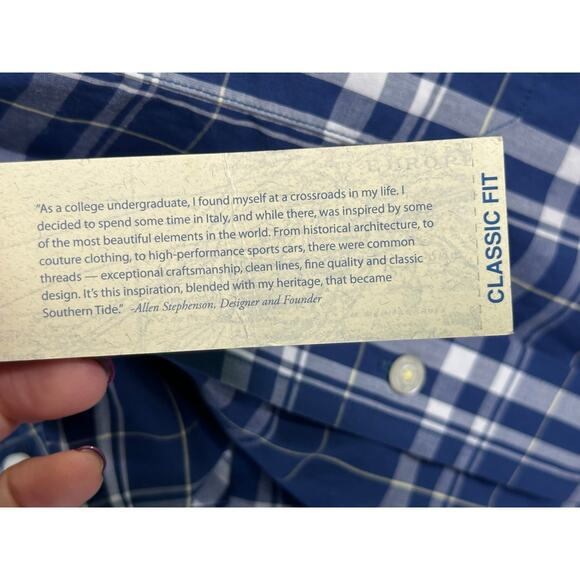 "As a college undergraduate, I found myself at a crossroads in my life. I
decided to spend some time in Italy, and while there, was inspired by some
of the most beautiful elements in the world. From historical architecture, to
couture clothing, to high-performance sports cars, there were common
threads — exceptional craftsmanship, clean lines, fine quality and classic
design. It's this inspiration, blended with my heritage, that became
Southern Tide." -Allen Stephenson, Designer and Founder
CLASSIC FIT